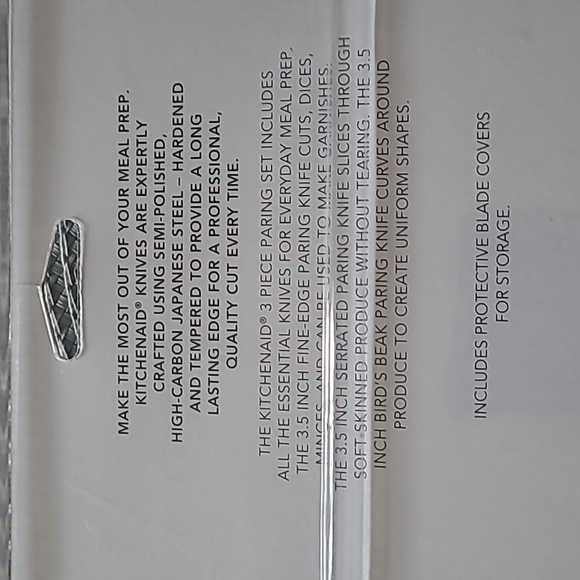 MAKE THE MOST OUT OF YOUR MEAL PREP.
KITCHENAID® KNIVES ARE EXPERTLY
CRAFTED USING SEMI-POLISHED,
HIGH-CARBON JAPANESE STEEL – HARDENED
AND TEMPERED TO PROVIDE A LONG
LASTING EDGE FOR A PROFESSIONAL,
QUALITY CUT EVERY TIME.
THE KITCHENAID® 3 PIECE PARING SET INCLUDES
ALL THE ESSENTIAL KNIVES FOR EVERYDAY MEAL PREP.
THE 3.5 INCH FINE-EDGE PARING KNIFE CUTS, DICES,
MINCES, AND CAN BE USED TO MAKE GARNISHES.
THE 3.5 INCH SERRATED PARING KNIFE SLICES THROUGH
SOFT-SKINNED PRODUCE WITHOUT TEARING. THE 3.5
INCH BIRD'S BEAK PARING KNIFE CURVES AROUND
PRODUCE TO CREATE UNIFORM SHAPES.
INCLUDES PROTECTIVE BLADE COVERS
FOR STORAGE.